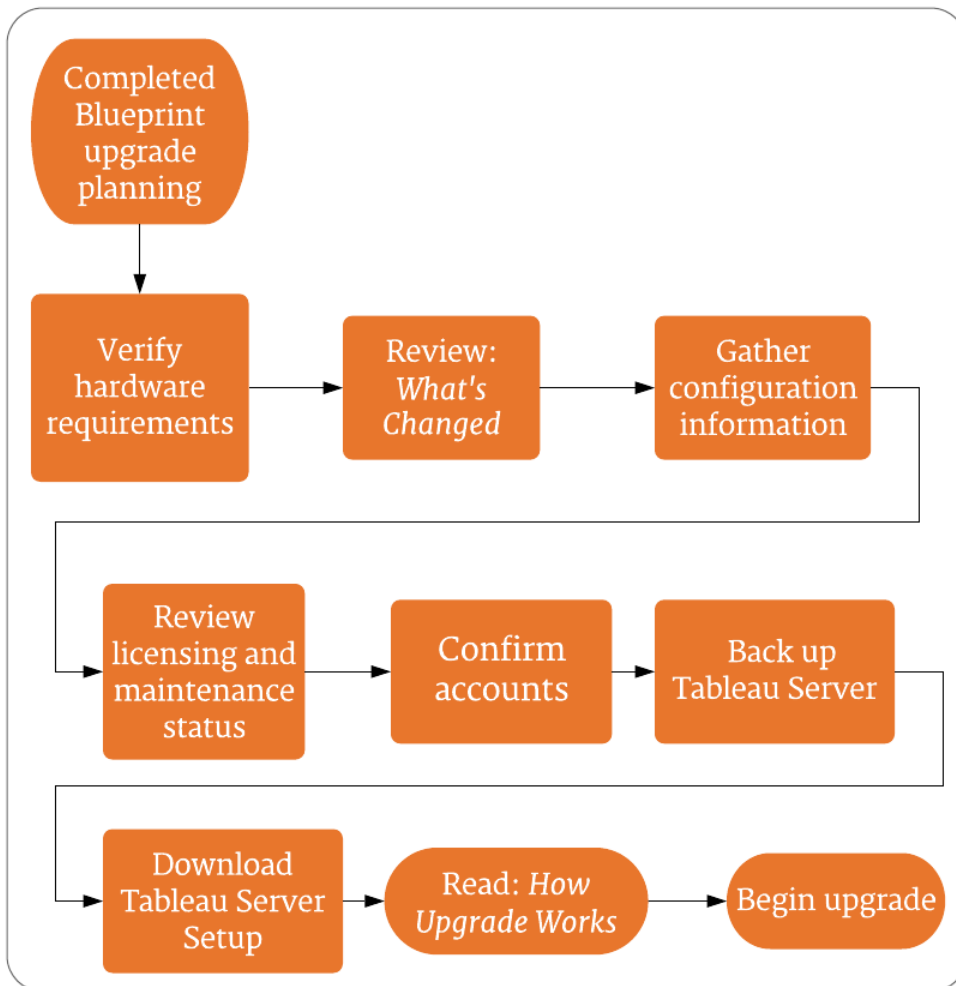 Completed
Blueprint
upgrade
planning
Verify
hardware
requirements
Review:
What's
Changed
Gather
configuration
information
Review
licensing and
maintenance
status
Confirm
accounts
Back up
Tableau Server
Download
Tableau Server
Setup
Read: How
Upgrade Works
Begin upgrade